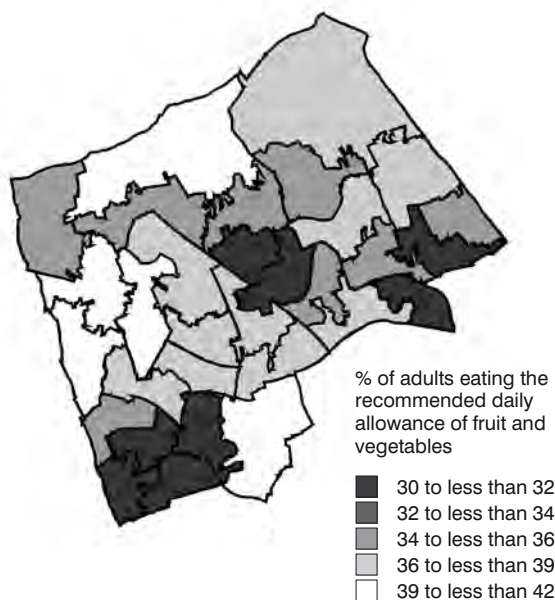 % of adults eating the
recommended daily
allowance of fruit and
vegetables
30 to less than 32
32 to less than 34
34 to less than 36
36 to less than 39
39 to less than 42